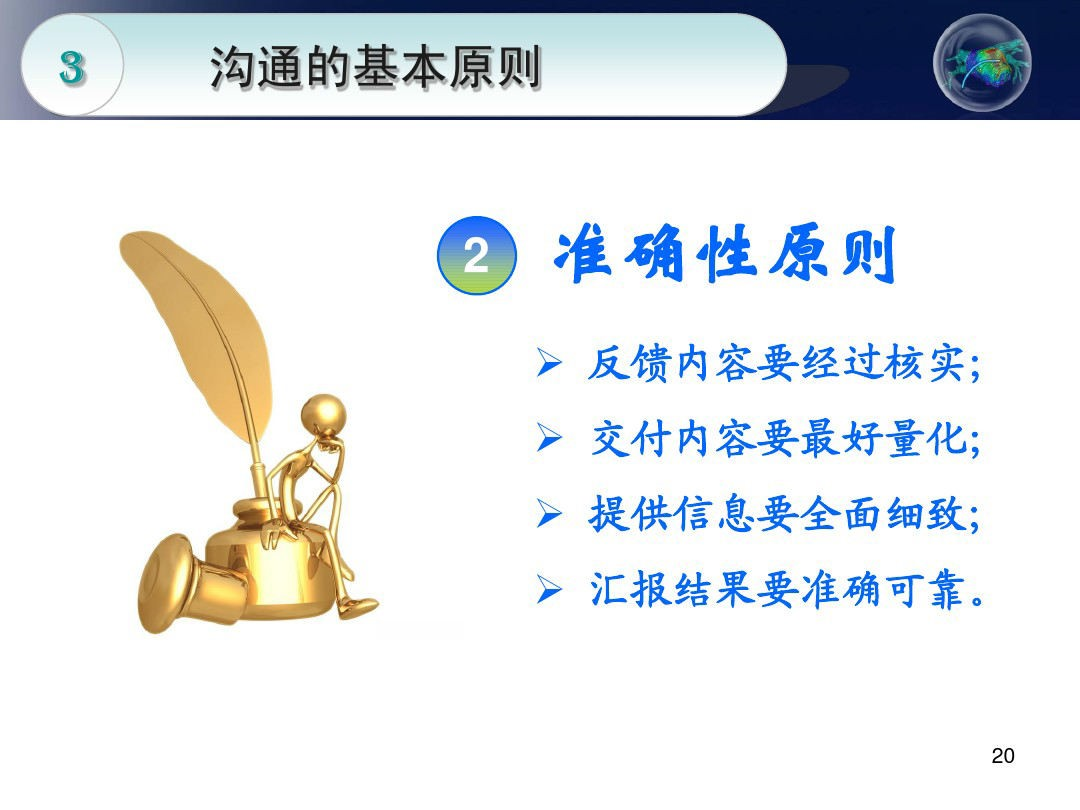 3
沟通的基本原则
2
准确性原则
反馈内容要经过核实;
交付内容要最好量化;
提供信息要全面细致;
汇报结果要准确可靠。
20